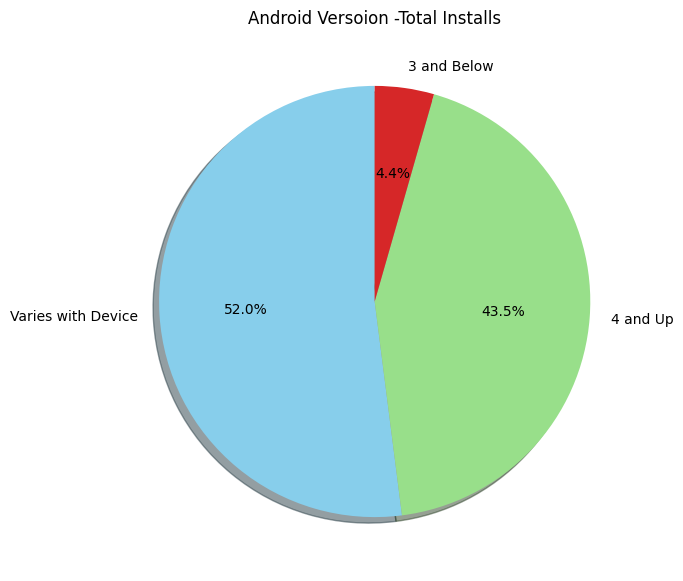 Android Versoion -Total Installs
3 and Below
4.4%
Varies with Device
52.0%
43.5%
4 and Up